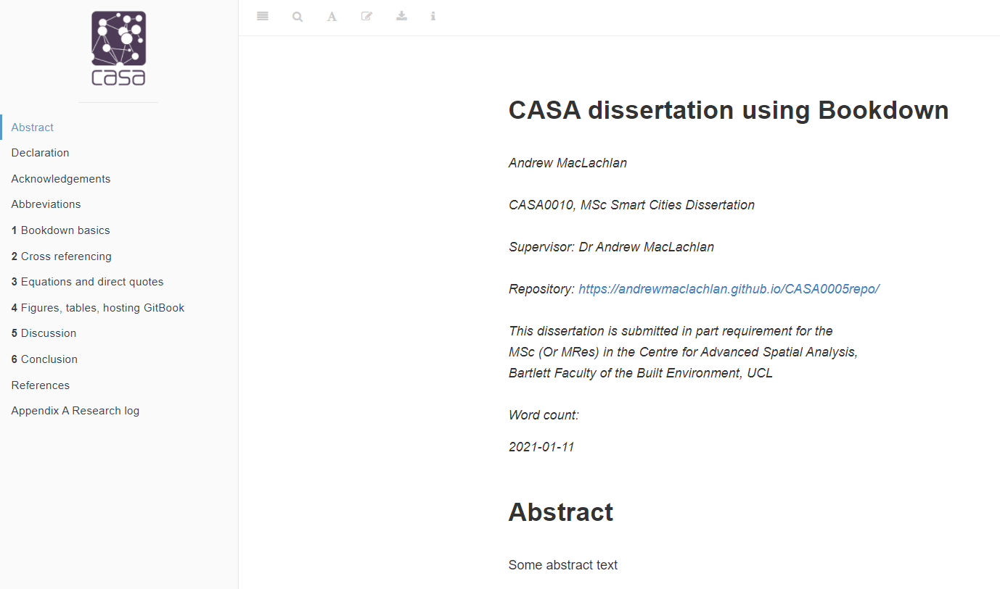 casa
Abstract
Declaration
Acknowledgements
Abbreviations
1 Bookdown basics
2 Cross referencing
3 Equations and direct quotes
4 Figures, tables, hosting GitBook
5 Discussion
6 Conclusion
References
Appendix A Research log
CASA dissertation using Bookdown
Andrew MacLachlan
CASA0010, MSc Smart Cities Dissertation
Supervisor: Dr Andrew MacLachlan
Repository: https://andrewmaclachlan.github.io/CASA0005repo/
This dissertation is submitted in part requirement for the
MSc (Or MRes) in the Centre for Advanced Spatial Analysis,
Bartlett Faculty of the Built Environment, UCL
Word count:
2021-01-11
Abstract
Some abstract text